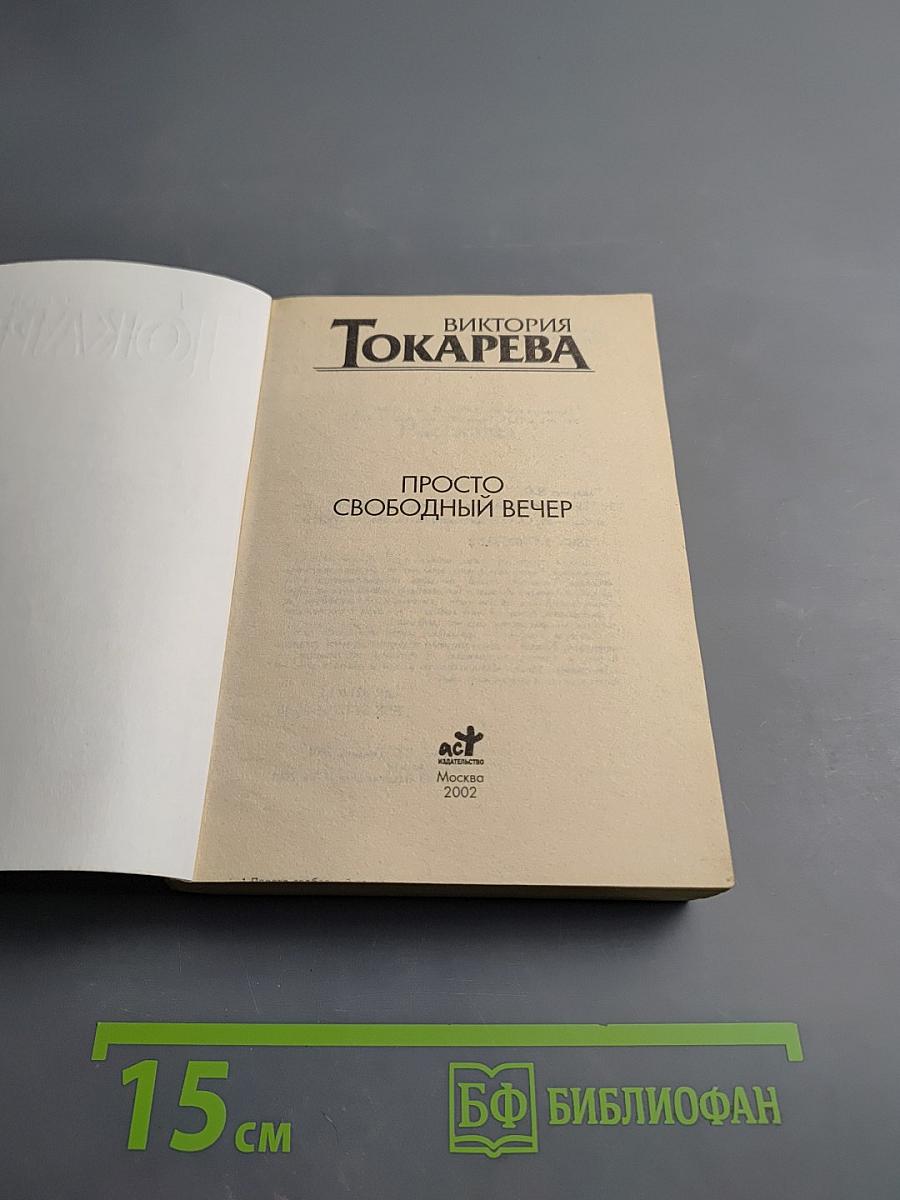 ВИКТОРИЯ
ТОКАРЕВА
ПРОСТО
СВОБОДНЫЙ ВЕЧЕР
аст
ИЗДАТЕЛЬСТВО
Москва
2002
15 см
БФ БИБЛИОФАН